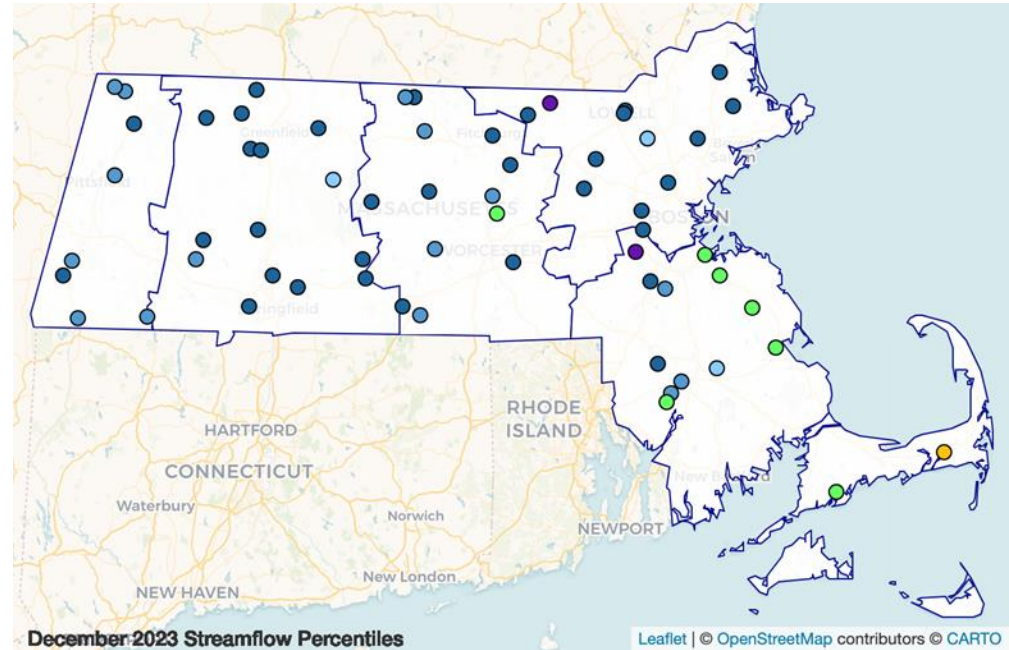 LOWELL
Greenfield
Fitchburg
Pittsfield
MASSACHUSETTS
BOSTON
WORCESTER
Springfield
RHODE
ISLAND
HARTFORD
CONNECTICUT
New Bedford
Waterbury
Norwich
NEWPORT
New London
NEW HAVEN
December 2023 Streamflow Percentiles
Leaflet | © OpenStreetMap contributors © CARTO